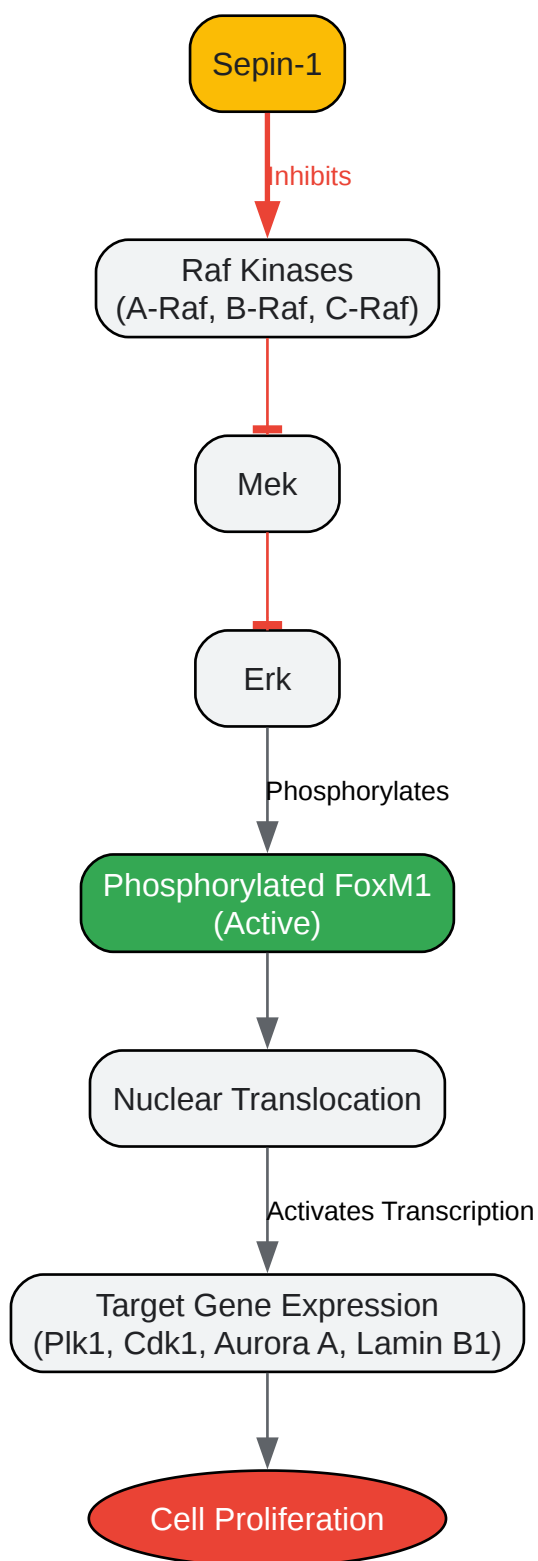 Sepin-1
Inhibits
Raf Kinases
(A-Raf, B-Raf, C-Raf)
Mek
Erk
Phosphorylates
Phosphorylated FoxM1
(Active)
Nuclear Translocation
Activates Transcription
Target Gene Expression
(Plk1, Cdk1, Aurora A, Lamin B1)
Cell Proliferation